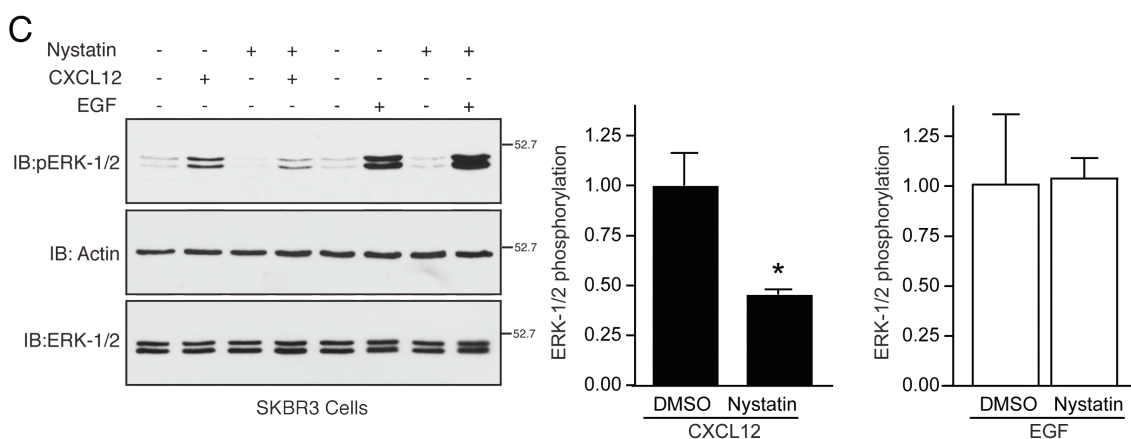 C
Nystatin - - + + - - + +
CXCL12 - + - + - - - -
EGF - - - - - + - +
IB:pERK-1/2
52.7
IB: Actin
52.7
IB:ERK-1/2
52.7
SKBR3 Cells
ERK-1/2 phosphorylation
1.25
1.00
0.75
0.50
0.25
0.00
*
DMSO Nystatin
CXCL12
ERK-1/2 phosphorylation
1.25
1.00
0.75
0.50
0.25
0.00
DMSO Nystatin
EGF